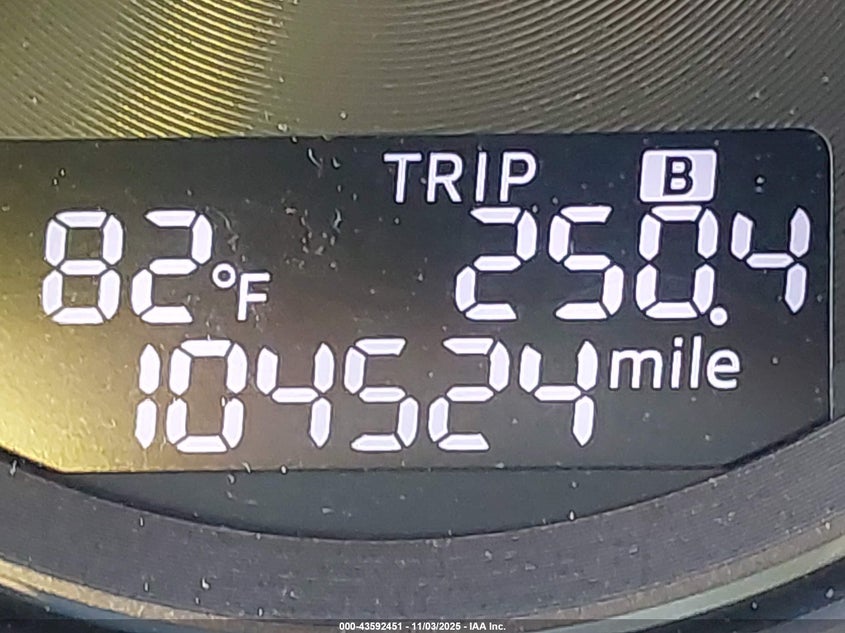 TRIP B
82°F 250.4
104524 mile
000-43592451 - 11/03/2025 - IAA Inc.